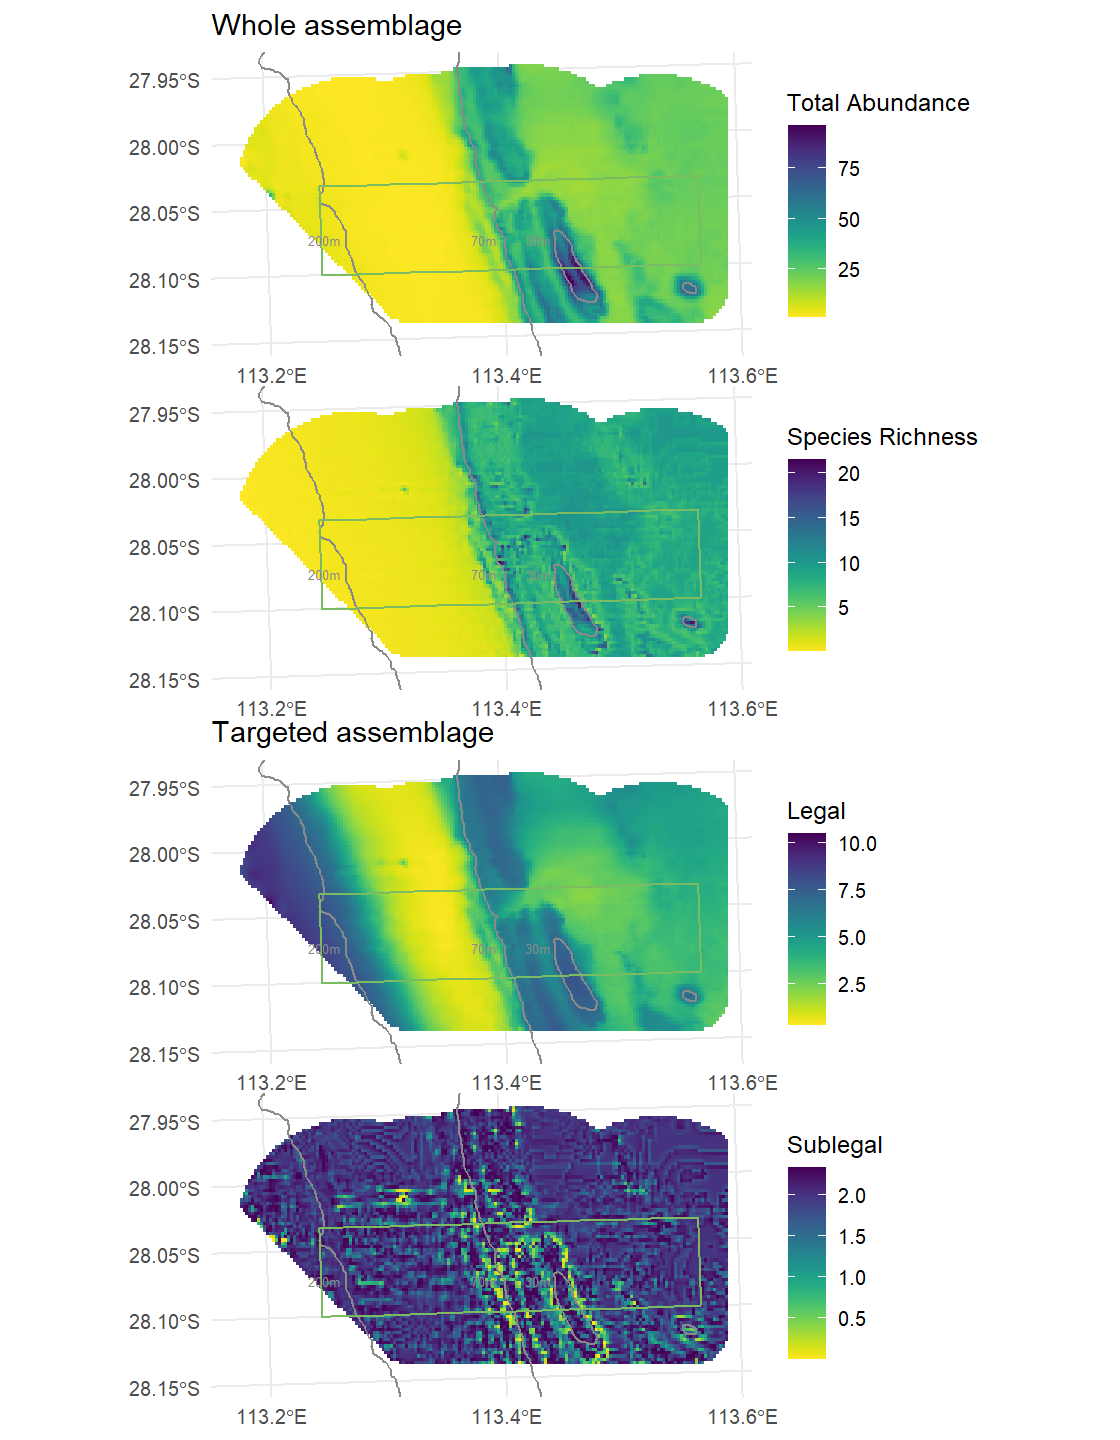 Whole assemblage
27.95°S
28.00°S
28.05°S
28.10°S
28.15°S
200m
70m
30m
113.2°E
113.4°E
113.6°E
Total Abundance
75
50
25
27.95°S
28.00°S
28.05°S
28.10°S
28.15°S
200m
70m
30m
113.2°E
113.4°E
113.6°E
Species Richness
20
15
10
5
Targeted assemblage
27.95°S
28.00°S
28.05°S
28.10°S
28.15°S
200m
70m
30m
113.2°E
113.4°E
113.6°E
Legal
10.0
7.5
5.0
2.5
27.95°S
28.00°S
28.05°S
28.10°S
28.15°S
200m
70m
30m
113.2°E
113.4°E
113.6°E
Sublegal
2.0
1.5
1.0
0.5